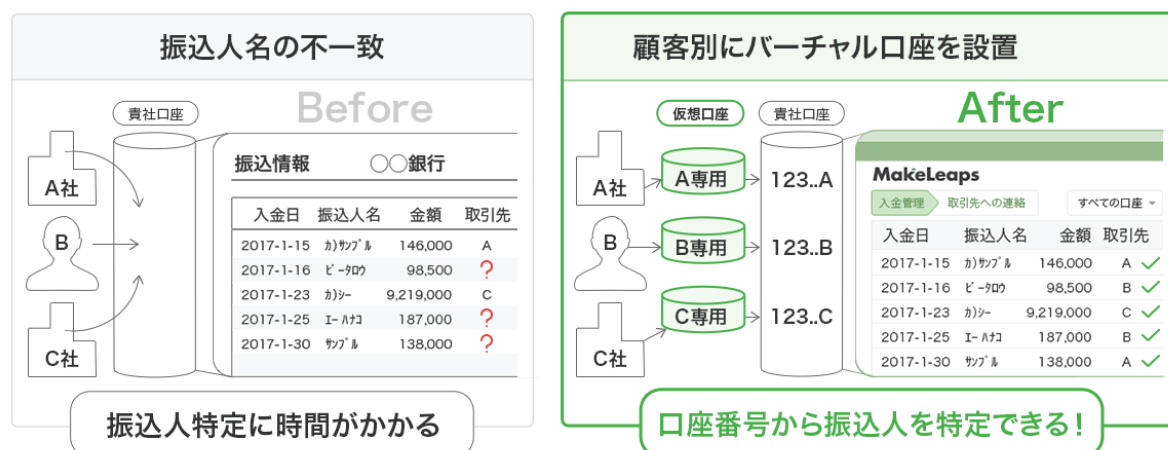 振込人名の不一致
Before
貴社口座
A社
B
C社
振込情報 〇〇銀行
入金日 振込人名 金額 取引先
2017-1-15 カ)サンプル 146,000 A
2017-1-16 ビータロウ 98,500 ?
2017-1-23 カ)シー 9,219,000 C
2017-1-25 エーハナコ 187,000 ?
2017-1-30 サンプル 138,000 ?
振込人特定に時間がかかる
顧客別にバーチャル口座を設置
After
仮想口座 貴社口座
A社 A専用 123..A
B B専用 123..B
C社 C専用 123..C
MakeLeaps
入金管理 取引先への連絡 すべての口座
入金日 振込人名 金額 取引先
2017-1-15 カ)サンプル 146,000 A
2017-1-16 ビータロウ 98,500 B
2017-1-23 カ)シー 9,219,000 C
2017-1-25 エーハナコ 187,000 B
2017-1-30 サンプル 138,000 A
口座番号から振込人を特定できる!